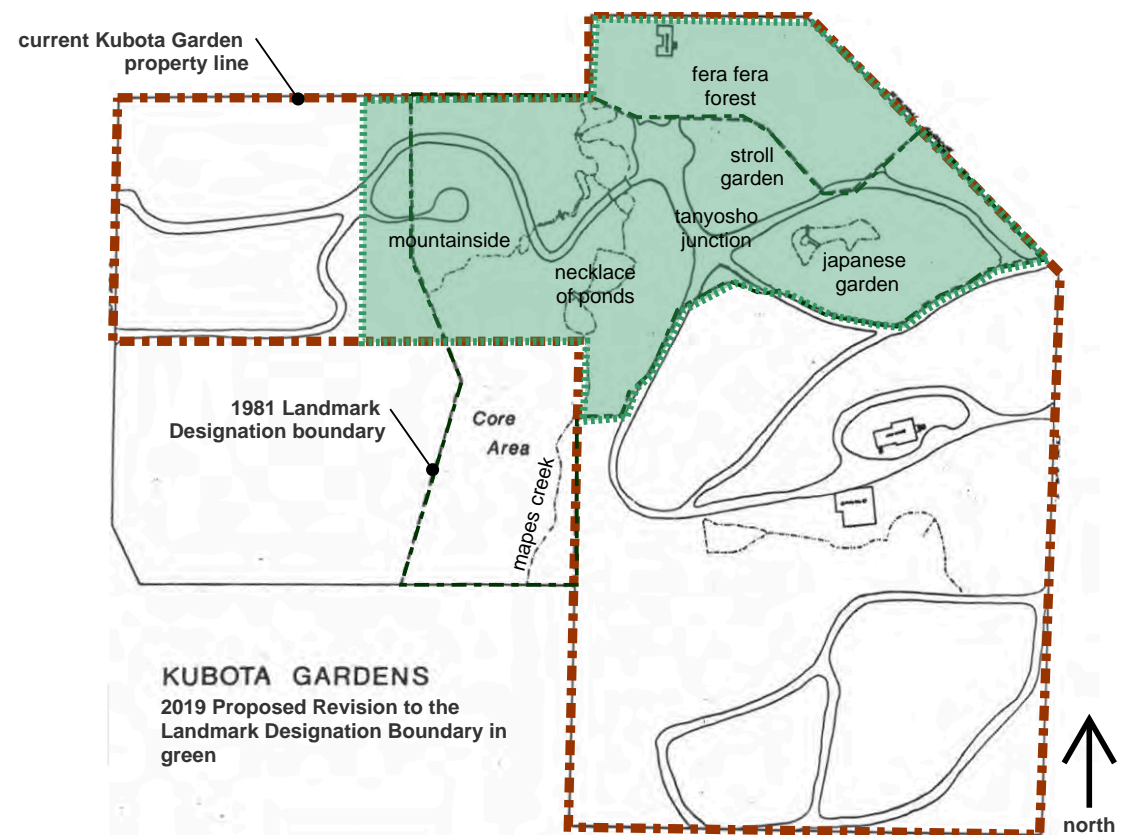 current Kubota Garden
property line
fera fera
forest
stroll
garden
tanyosho
junction
mountainside
necklace
of ponds
japanese
garden
1981 Landmark
Designation boundary
Core
Area
mapes creek
KUBOTA GARDENS
2019 Proposed Revision to the
Landmark Designation Boundary in
green
north